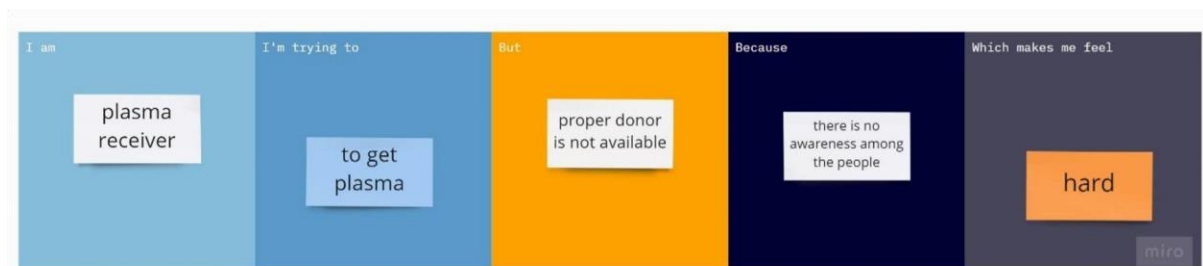 I am
plasma
receiver
I'm trying to
to get
plasma
But
proper donor
is not available
Because
there is no
awareness among
the people
Which makes me feel
hard
miro